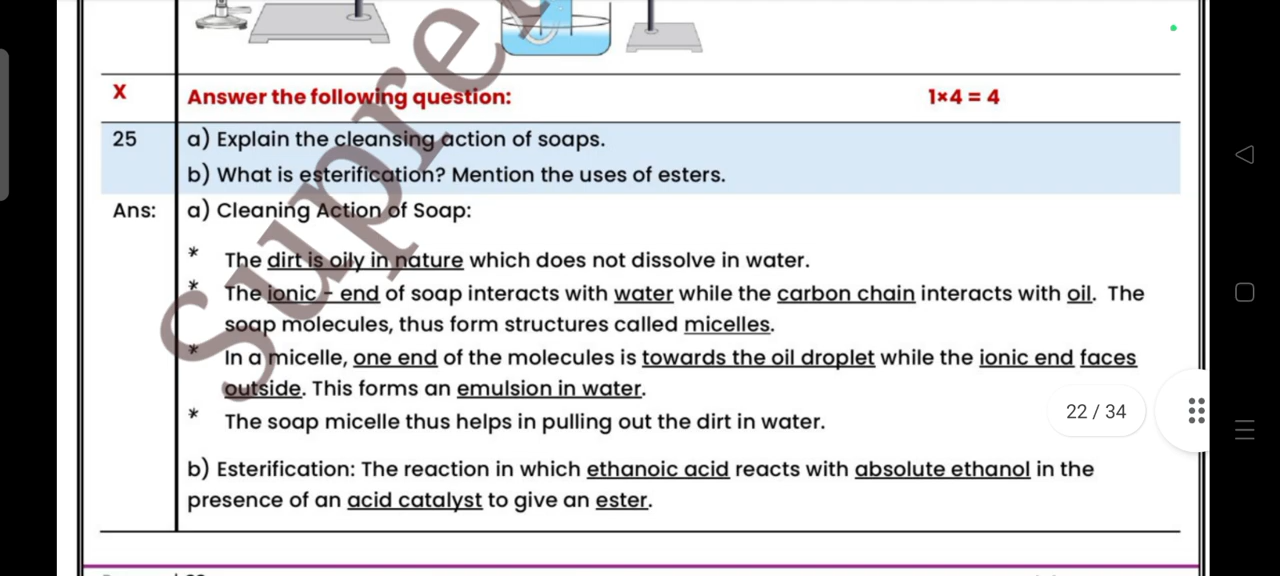 X Answer the following question: 1×4 = 4
25 a) Explain the cleansing action of soaps.
b) What is esterification? Mention the uses of esters.
Ans: a) Cleaning Action of Soap:
* The dirt is oily in nature which does not dissolve in water.
* The ionic - end of soap interacts with water while the carbon chain interacts with oil. The
soap molecules, thus form structures called micelles.
* In a micelle, one end of the molecules is towards the oil droplet while the ionic end faces
outside. This forms an emulsion in water.
* The soap micelle thus helps in pulling out the dirt in water.
22 / 34
b) Esterification: The reaction in which ethanoic acid reacts with absolute ethanol in the
presence of an acid catalyst to give an ester.